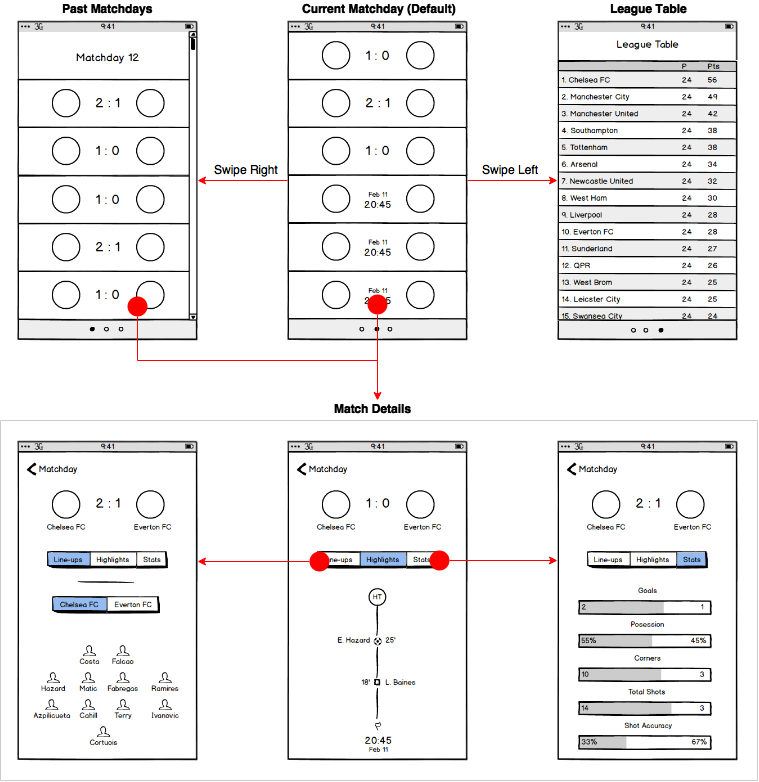 Past Matchdays
Current Matchday (Default)
League Table
••• 3G 9:41
Matchday 12
2 : 1
1 : 0
1 : 0
2 : 1
1 : 0
Swipe Right
••• 3G 9:41
1 : 0
2 : 1
1 : 0
Feb 11
20:45
Feb 11
20:45
Feb 11
Swipe Left
••• 3G 9:41
League Table
P Pts
1. Chelsea FC 24 56
2. Manchester City 24 49
3. Manchester United 24 42
4. Southampton 24 38
5. Tottenham 24 38
6. Arsenal 24 34
7. Newcastle United 24 32
8. West Ham 24 30
9. Liverpool 24 28
10. Everton FC 24 28
11. Sunderland 24 27
12. QPR 24 26
13. West Brom 24 25
14. Leicster City 24 25
15. Swansea City 24 24
Match Details
••• 3G 9:41
Matchday
2 : 1
Chelsea FC Everton FC
Line-ups Highlights Stats
Chelsea FC Everton FC
Costa Falcao
Hazard Matic Fabregas Ramires
Azpilicueta Cahill Terry Ivanovic
Cortuois
••• 3G 9:41
Matchday
1 : 0
Chelsea FC Everton FC
ne-ups Highlights Stats
HT
E. Hazard 25'
18' L. Baines
20:45
Feb 11
••• 3G 9:41
Matchday
2 : 1
Chelsea FC Everton FC
Line-ups Highlights Stats
Goals
2 1
Posession
55% 45%
Corners
10 3
Total Shots
14 3
Shot Accuracy
33% 67%